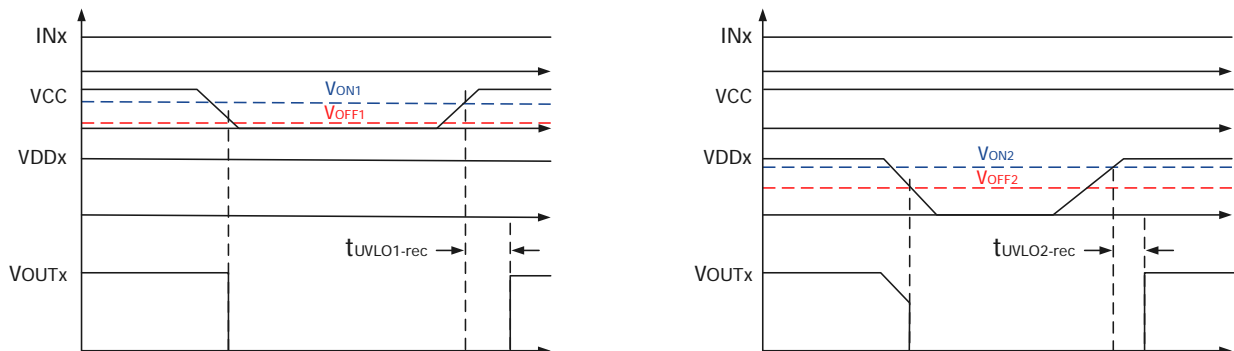 INx
VCC
VON1
VOFF1
VDDx
tUVLO1-rec
VOUTx
INx
VCC
VDDx
VON2
VOFF2
tUVLO2-rec
VOUTx